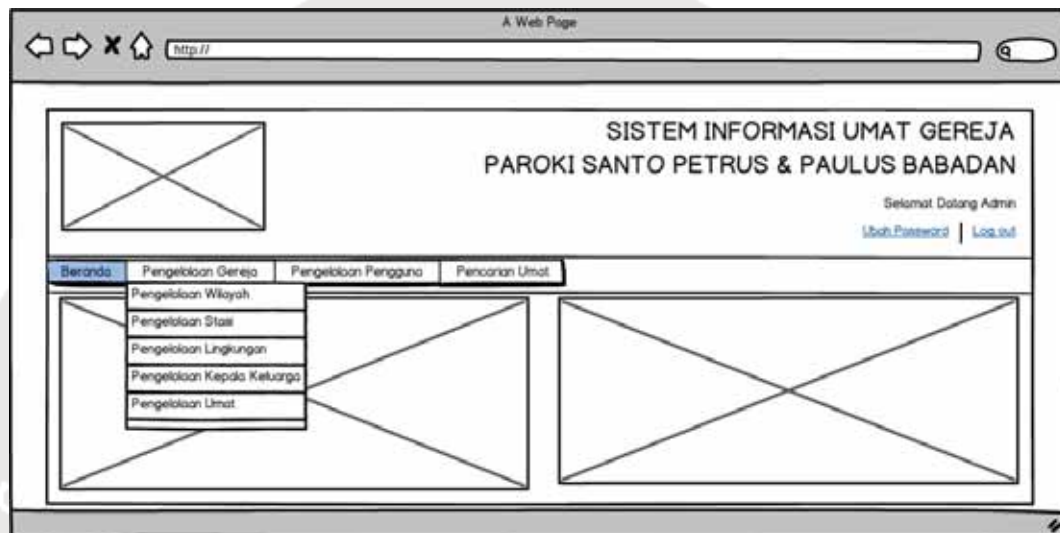 A Web Page
http://
SISTEM INFORMASI UMAT GEREJA
PAROKI SANTO PETRUS & PAULUS BABADAN
Selamat Datang Admin
Ubah Password | Log out
Beranda Pengelolaan Gereja Pengelolaan Pengguna Pencarian Umat
Pengelolaan Wilayah
Pengelolaan Stasi
Pengelolaan Lingkungan
Pengelolaan Kepala Keluarga
Pengelolaan Umat